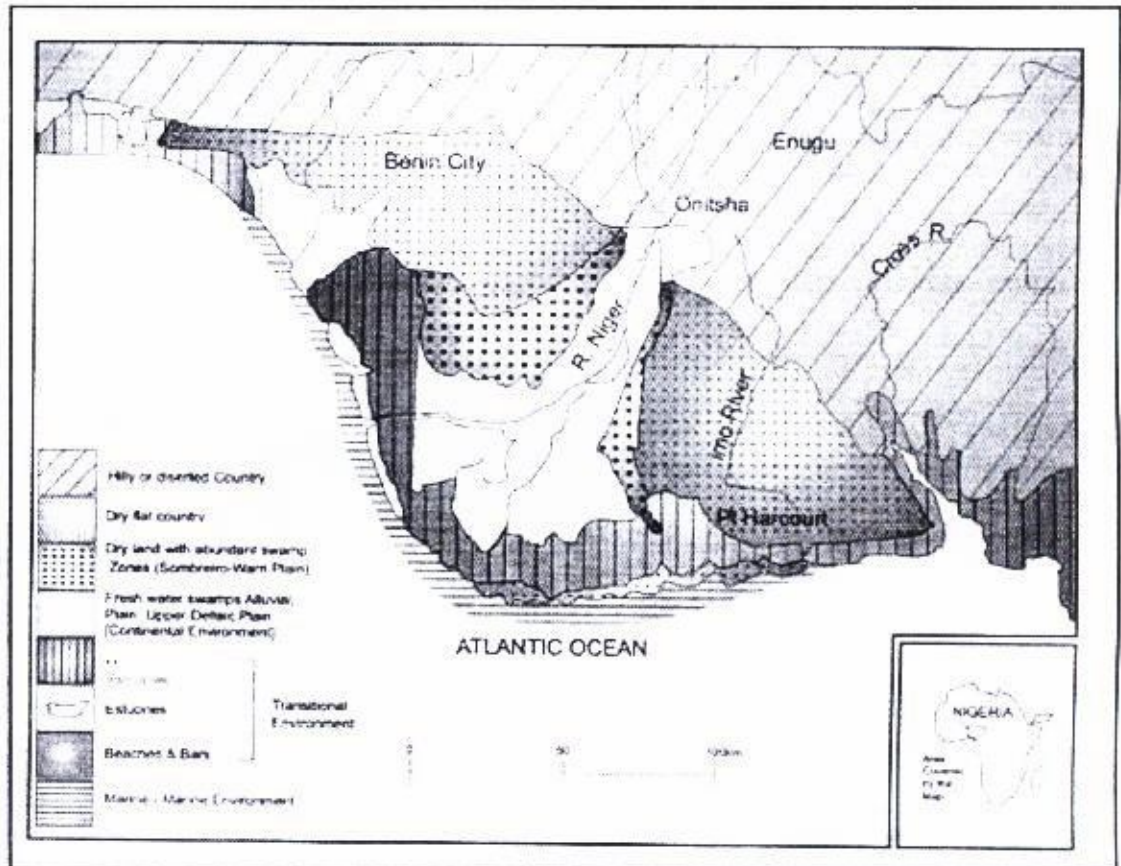 Benin City
Enugu
Onitsha
Cross R.
R. Niger
Imo River
Pt Harcourt
Hilly or diserted Country
Dry flat country
Dry land with abundant swamp
Zones (Sombreiro-Warri Plain)
Fresh water swamps Alluvial
Plain Upper Deltaic Plain
(Continental Environment)
Estuaries
Transitional
Environment
Beaches & Bars
Marine - Marine Environment
ATLANTIC OCEAN
50
NIGERIA
Area
Covered
by the
Map